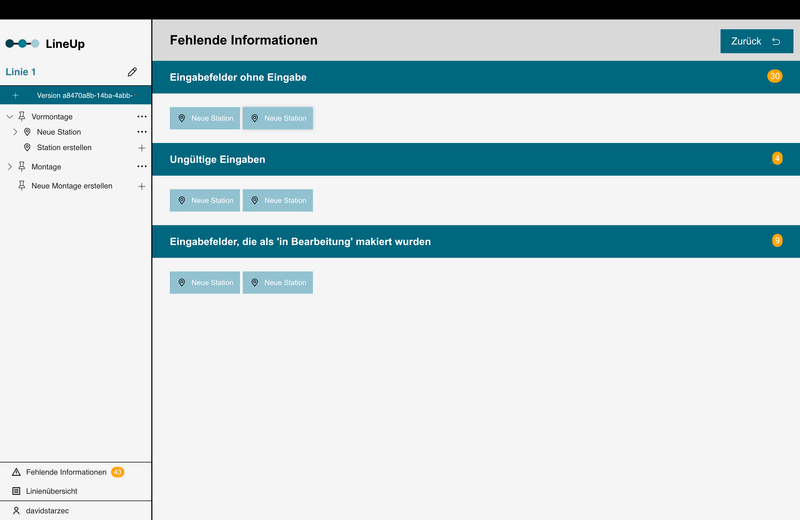 LineUp
Linie 1
Version a8470a8b-14ba-4abb-
Vormontage
Neue Station
Station erstellen
Montage
Neue Montage erstellen
Fehlende Informationen 43
Linienübersicht
davidstarzec
Fehlende Informationen
Zurück
Eingabefelder ohne Eingabe 30
Neue Station Neue Station
Ungültige Eingaben 4
Neue Station Neue Station
Eingabefelder, die als 'in Bearbeitung' makiert wurden 9
Neue Station Neue Station